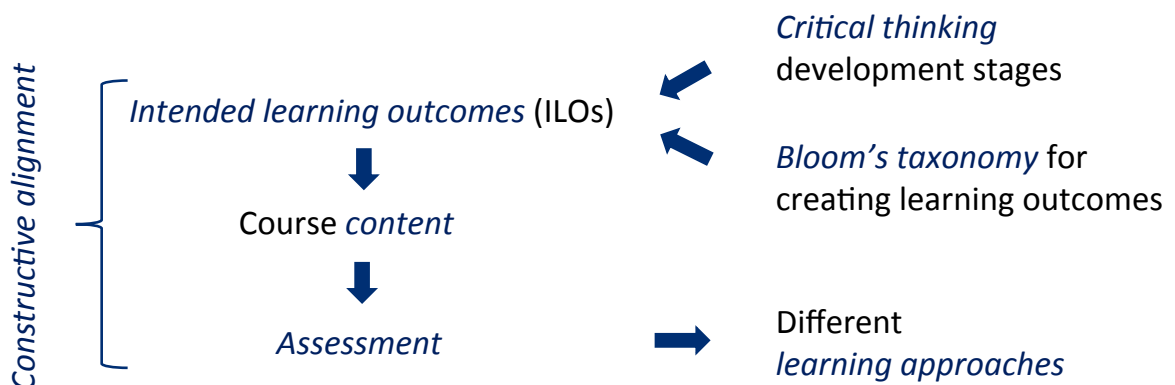 Constructive alignment
Intended learning outcomes (ILOs)
Course content
Assessment
Critical thinking
development stages
Bloom’s taxonomy for
creating learning outcomes
Different
learning approaches